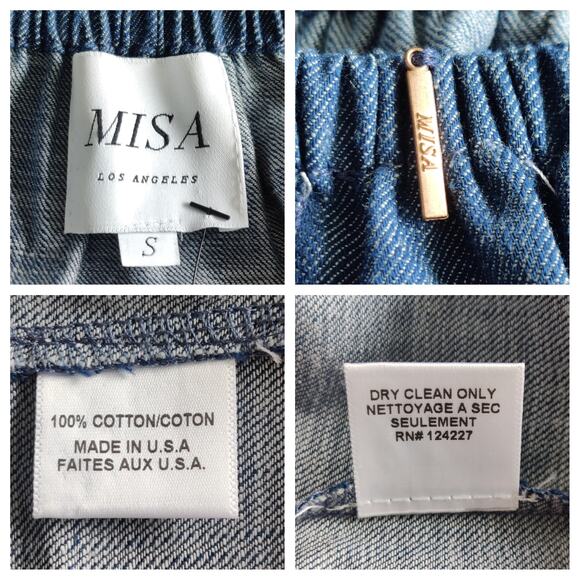 MISA
LOS ANGELES
S
MISA
100% COTTON/COTON
MADE IN U.S.A
FAITES AUX U.S.A.
DRY CLEAN ONLY
NETTOYAGE A SEC
SEULEMENT
RN# 124227